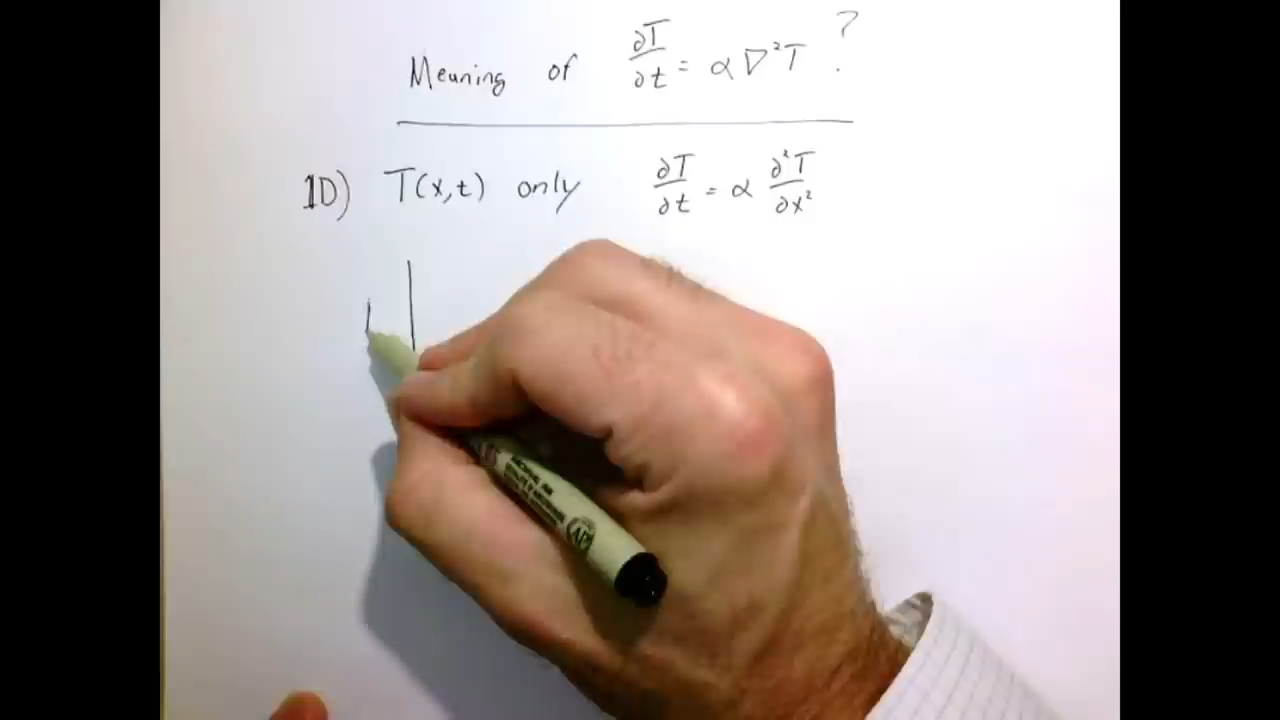 Meaning of ∂T/∂t = α∇²T ?
1D) T(x,t) only ∂T/∂t = α ∂²T/∂x²